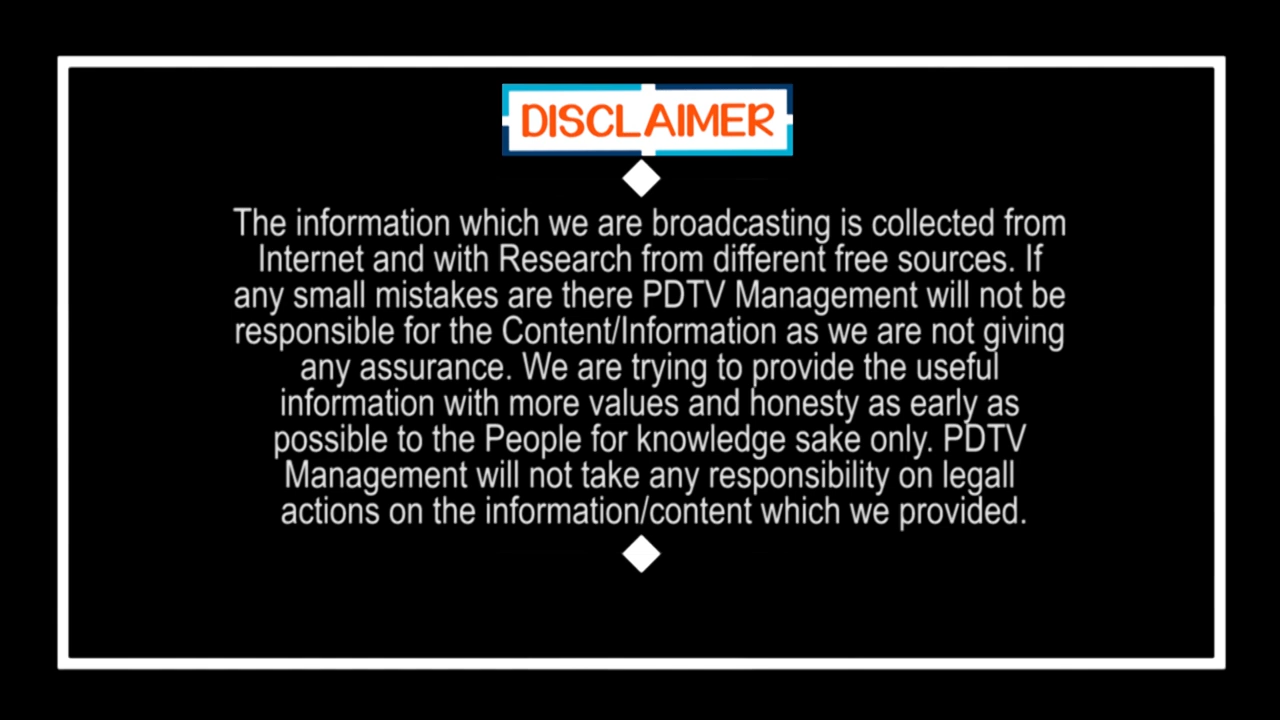 DISCLAIMER
The information which we are broadcasting is collected from
Internet and with Research from different free sources. If
any small mistakes are there PDTV Management will not be
responsible for the Content/Information as we are not giving
any assurance. We are trying to provide the useful
information with more values and honesty as early as
possible to the People for knowledge sake only. PDTV
Management will not take any responsibility on legall
actions on the information/content which we provided.